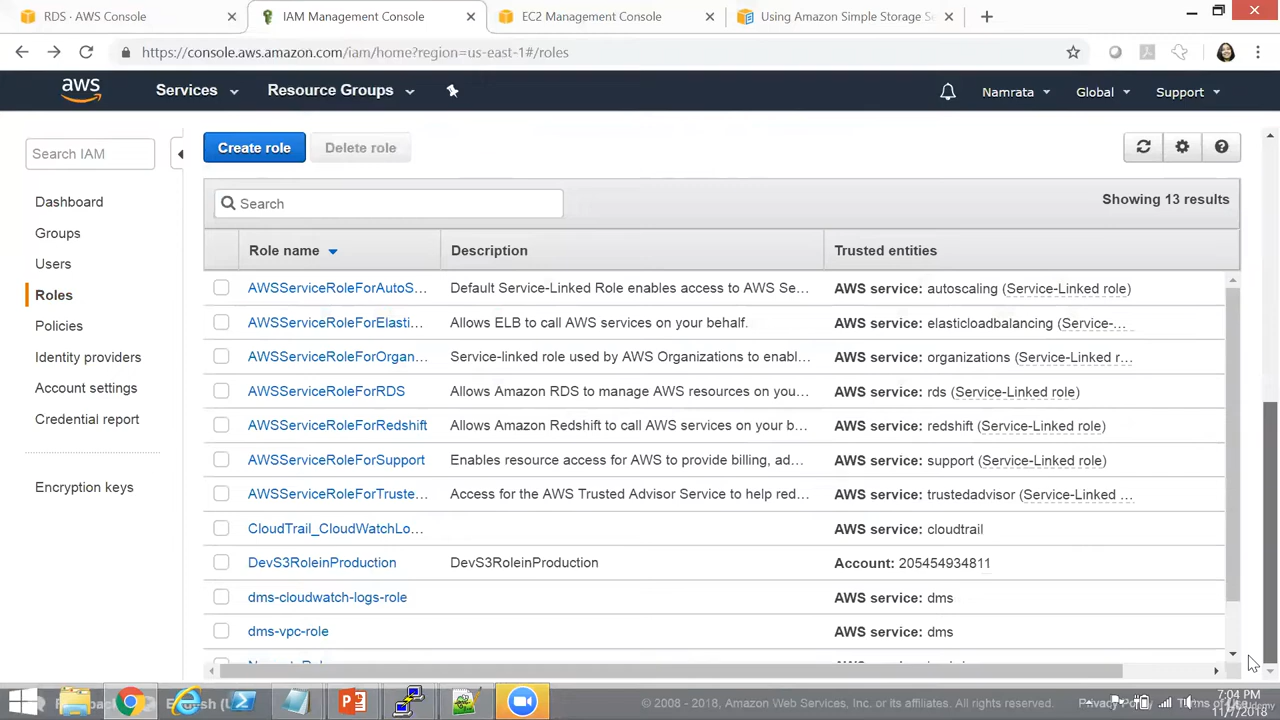 RDS · AWS Console
IAM Management Console
EC2 Management Console
Using Amazon Simple Storage Se
https://console.aws.amazon.com/iam/home?region=us-east-1#/roles
aws
Services
Resource Groups
Namrata
Global
Support
Search IAM
Dashboard
Groups
Users
Roles
Policies
Identity providers
Account settings
Credential report
Encryption keys
Create role
Delete role
Search
Showing 13 results
Role name
Description
Trusted entities
AWSServiceRoleForAutoS... Default Service-Linked Role enables access to AWS Se... AWS service: autoscaling (Service-Linked role)
AWSServiceRoleForElasti... Allows ELB to call AWS services on your behalf. AWS service: elasticloadbalancing (Service-...
AWSServiceRoleForOrgan... Service-linked role used by AWS Organizations to enabl... AWS service: organizations (Service-Linked r...
AWSServiceRoleForRDS Allows Amazon RDS to manage AWS resources on you... AWS service: rds (Service-Linked role)
AWSServiceRoleForRedshift Allows Amazon Redshift to call AWS services on your b... AWS service: redshift (Service-Linked role)
AWSServiceRoleForSupport Enables resource access for AWS to provide billing, ad... AWS service: support (Service-Linked role)
AWSServiceRoleForTruste... Access for the AWS Trusted Advisor Service to help red... AWS service: trustedadvisor (Service-Linked ...
CloudTrail_CloudWatchLo... AWS service: cloudtrail
DevS3RoleinProduction DevS3RoleinProduction Account: 205454934811
dms-cloudwatch-logs-role AWS service: dms
dms-vpc-role AWS service: dms
© 2008 - 2018, Amazon Web Services, Inc. or its affiliates. All rights reserved.
7:04 PM
11/7/2018